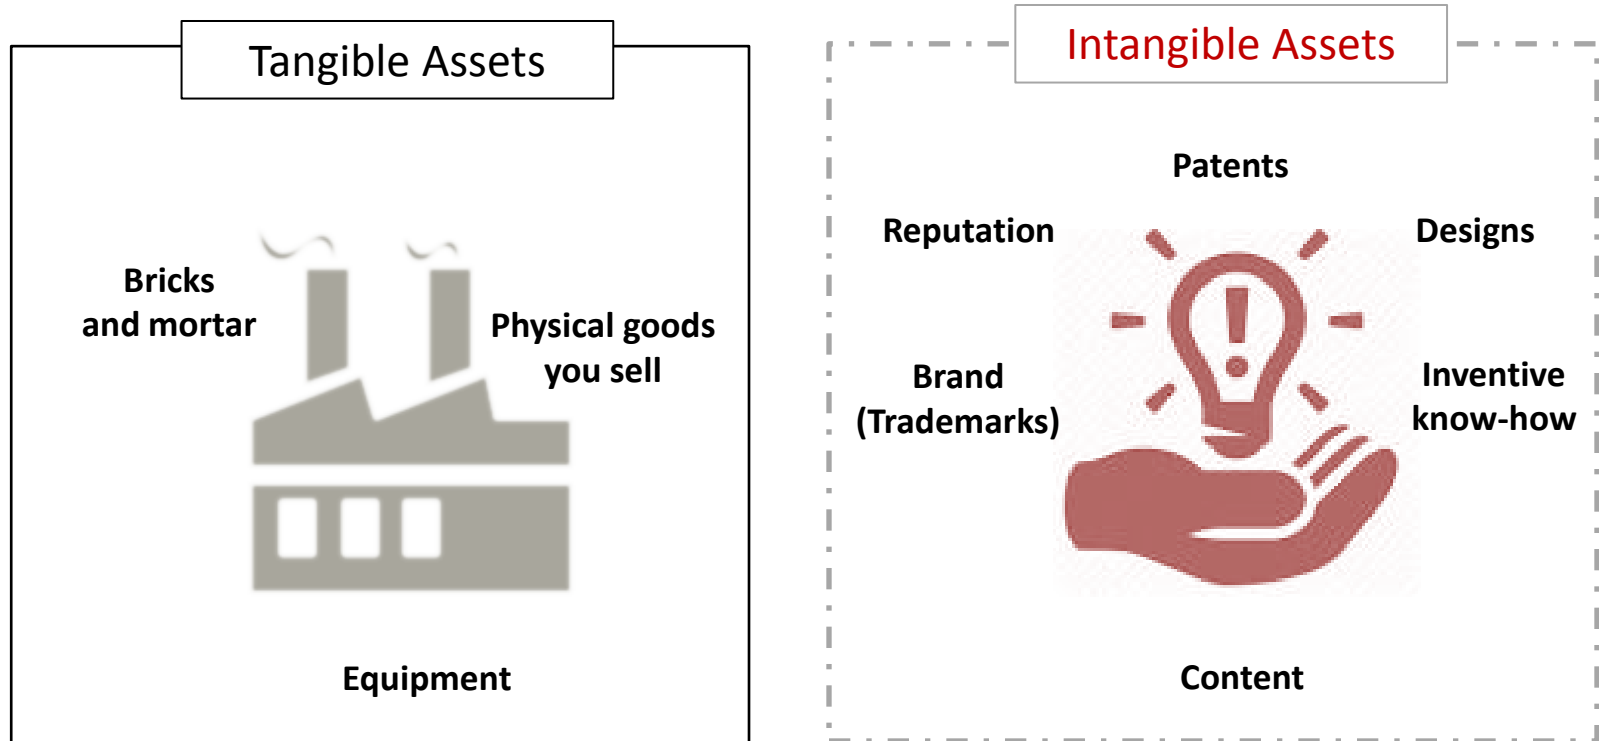 Tangible Assets
Bricks
and mortar
Physical goods
you sell
Equipment
Intangible Assets
Patents
Reputation
Designs
Brand
(Trademarks)
Inventive
know-how
Content